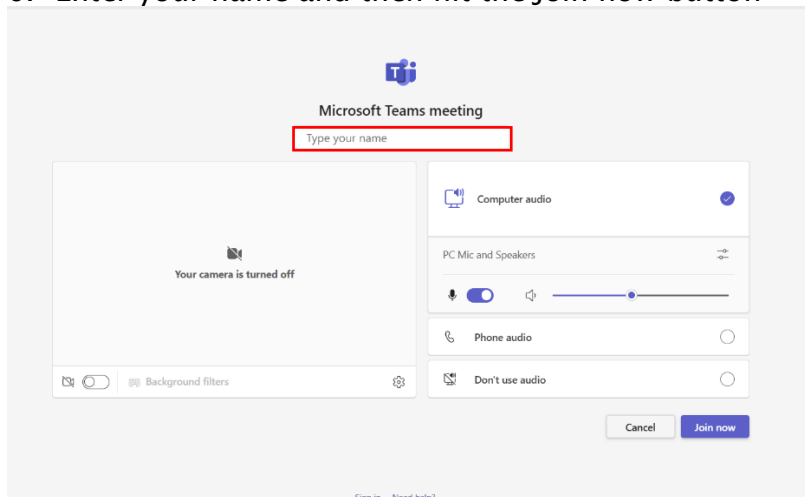 Enter your name and then hit the Join now button
Microsoft Teams meeting
Type your name
Computer audio
PC Mic and Speakers
Your camera is turned off
Phone audio
Background filters
Don't use audio
Cancel
Join now
Sign in
Need help?